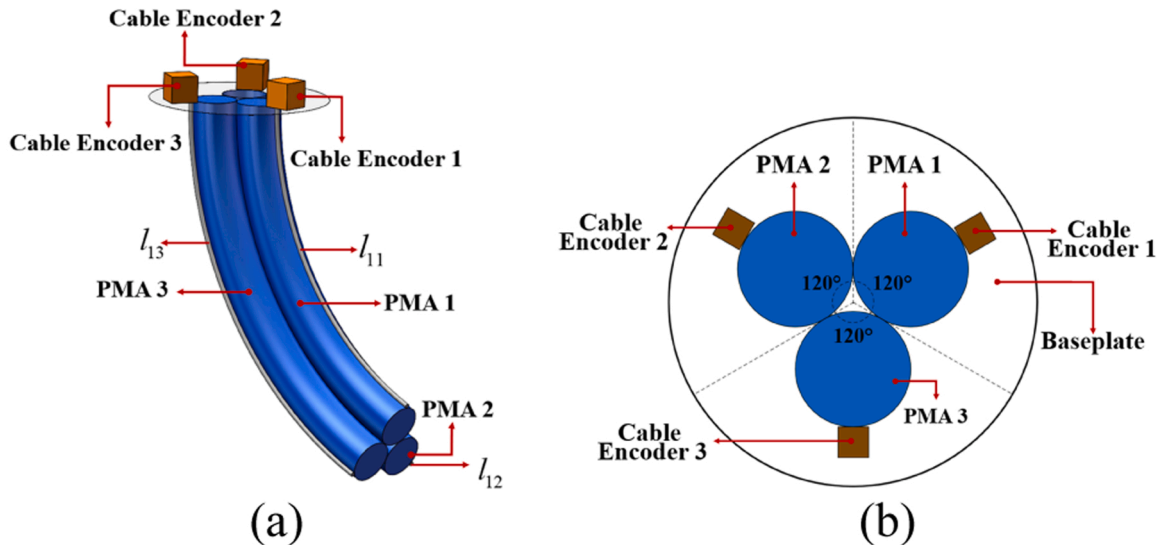 Cable Encoder 2
Cable Encoder 3
Cable Encoder 1
l13
l11
PMA 3
PMA 1
PMA 2
l12
(a)
PMA 2
PMA 1
Cable
Encoder 2
Cable
Encoder 1
120°
120°
120°
Baseplate
PMA 3
Cable
Encoder 3
(b)